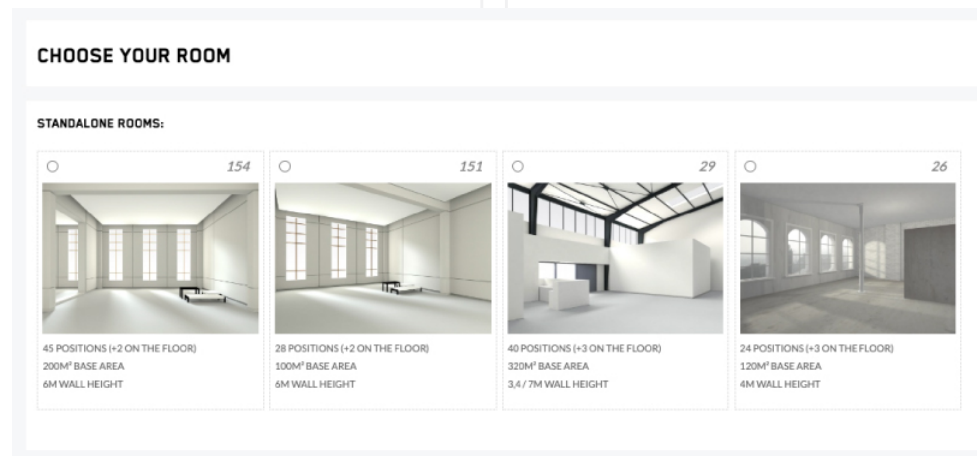 CHOOSE YOUR ROOM
STANDALONE ROOMS:
154
45 POSITIONS (+2 ON THE FLOOR)
200M² BASE AREA
6M WALL HEIGHT
151
28 POSITIONS (+2 ON THE FLOOR)
100M² BASE AREA
6M WALL HEIGHT
29
40 POSITIONS (+3 ON THE FLOOR)
320M² BASE AREA
3,4 / 7M WALL HEIGHT
26
24 POSITIONS (+3 ON THE FLOOR)
120M² BASE AREA
4M WALL HEIGHT